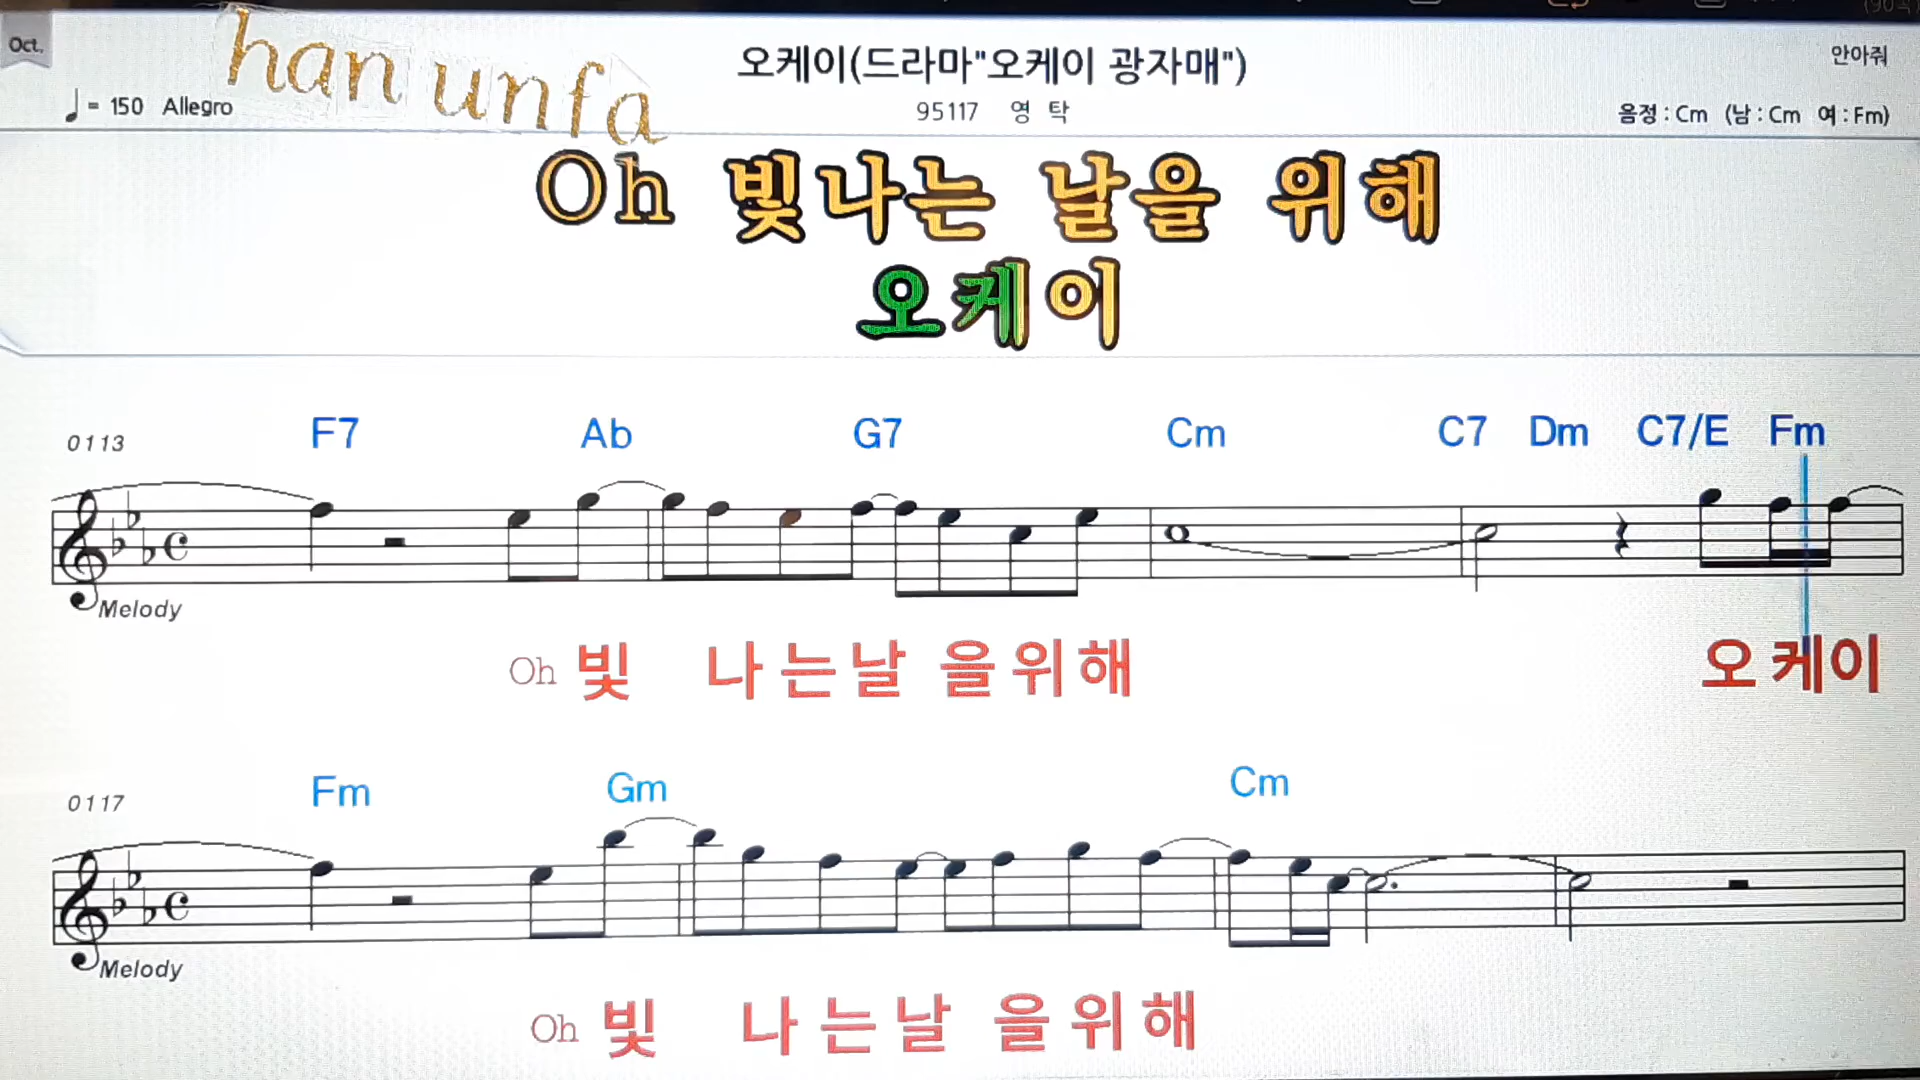 Oct.
han unfa
오케이(드라마"오케이 광자매")
안아줘
♩ = 150 Allegro
95117 영 탁
음정 : Cm (남 : Cm 여 : Fm)
Oh 빛나는 날을 위해
오케이
0113 F7 Ab G7 Cm C7 Dm C7/E Fm
Melody
Oh 빛 나 는 날 을 위 해 오 케 이
0117 Fm Gm Cm
Melody
Oh 빛 나 는 날 을 위 해